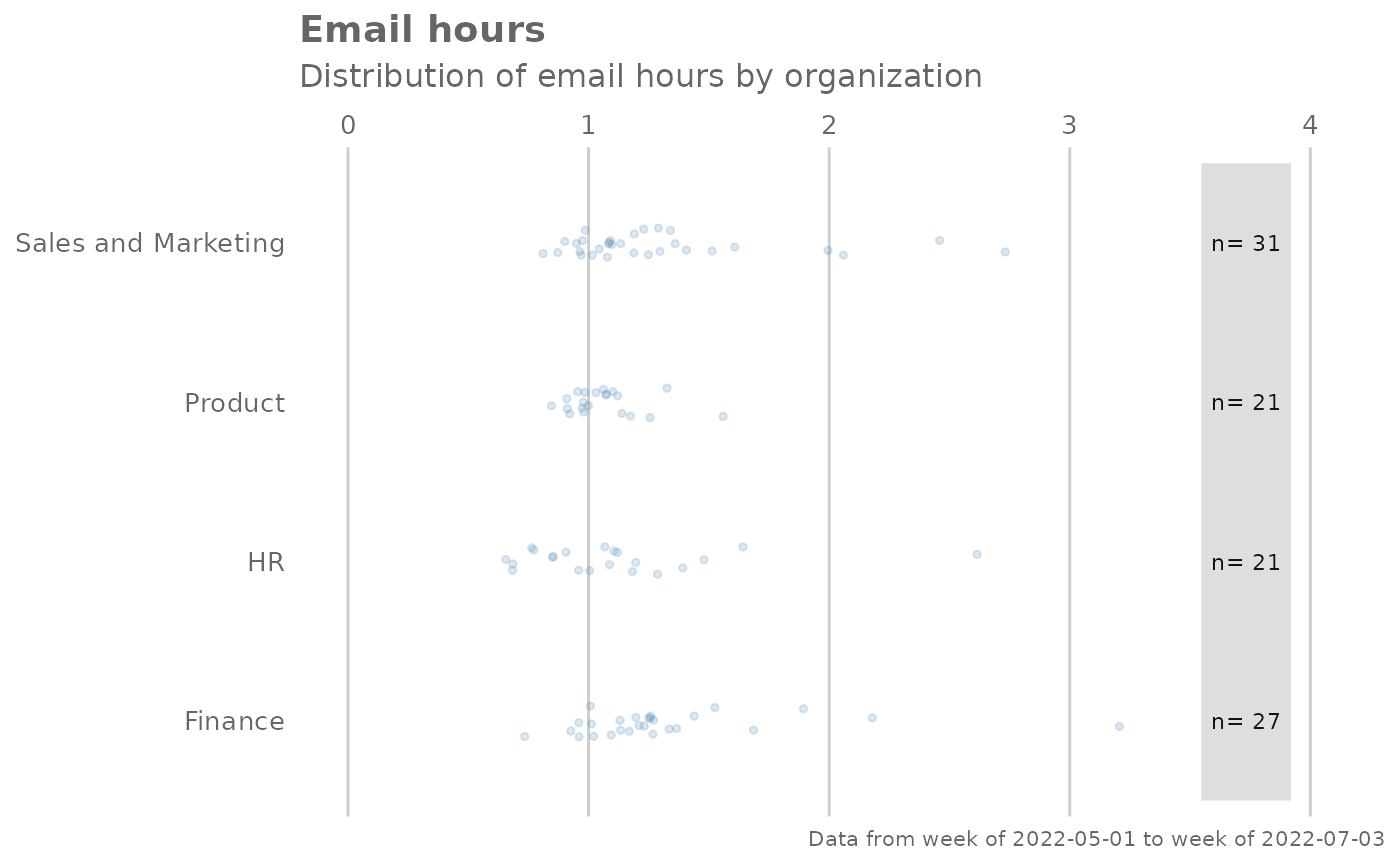 Email hours
Distribution of email hours by organization
0 1 2 3 4
Sales and Marketing n= 31
Product n= 21
HR n= 21
Finance n= 27
Data from week of 2022-05-01 to week of 2022-07-03